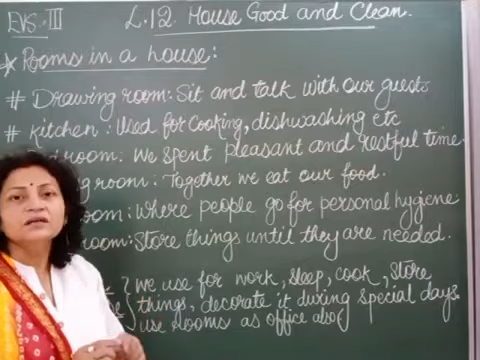 EVS-III
L.12. House Good and Clean.
* Rooms in a house:
# Drawing room: Sit and talk with our guests
# Kitchen: Used for cooking, dishwashing etc
room: We spent pleasant and restful time.
room: Together we eat our food.
room: Where people go for personal hygiene
room: Store things until they are needed.
We use for work, sleep, cook, store
things, decorate it during special days.
use rooms as office also